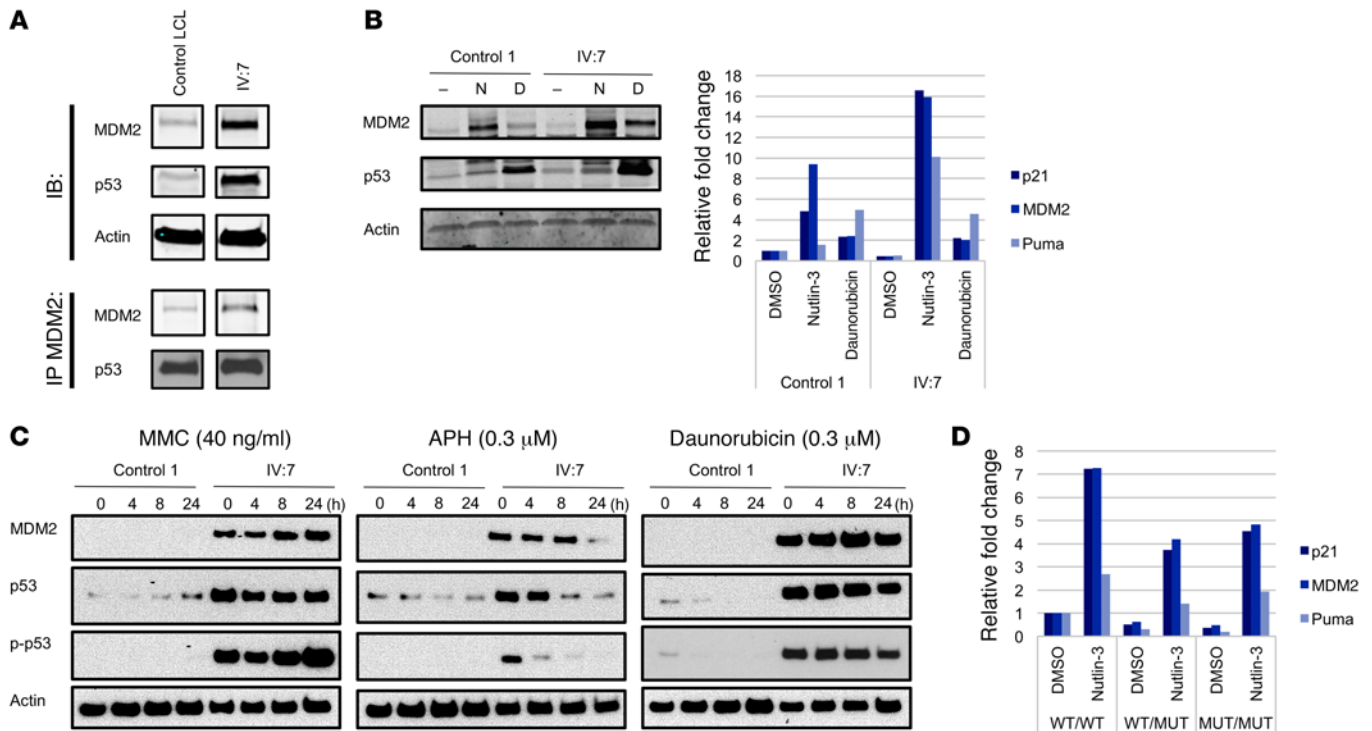 A
Control LCL
IV:7
IB:
MDM2
p53
Actin
IP MDM2:
MDM2
p53
B
Control 1 IV:7
– N D – N D
MDM2
p53
Actin
Relative fold change
18
16
14
12
10
8
6
4
2
0
DMSO
Nutlin-3
Daunorubicin
DMSO
Nutlin-3
Daunorubicin
Control 1 IV:7
p21
MDM2
Puma
C
MMC (40 ng/ml) APH (0.3 μM) Daunorubicin (0.3 μM)
Control 1 IV:7 Control 1 IV:7 Control 1 IV:7
0 4 8 24 0 4 8 24 (h) 0 4 8 24 0 4 8 24 (h) 0 4 8 24 0 4 8 24 (h)
MDM2
p53
p-p53
Actin
D
Relative fold change
8
7
6
5
4
3
2
1
0
DMSO
Nutlin-3
DMSO
Nutlin-3
DMSO
Nutlin-3
WT/WT WT/MUT MUT/MUT
p21
MDM2
Puma